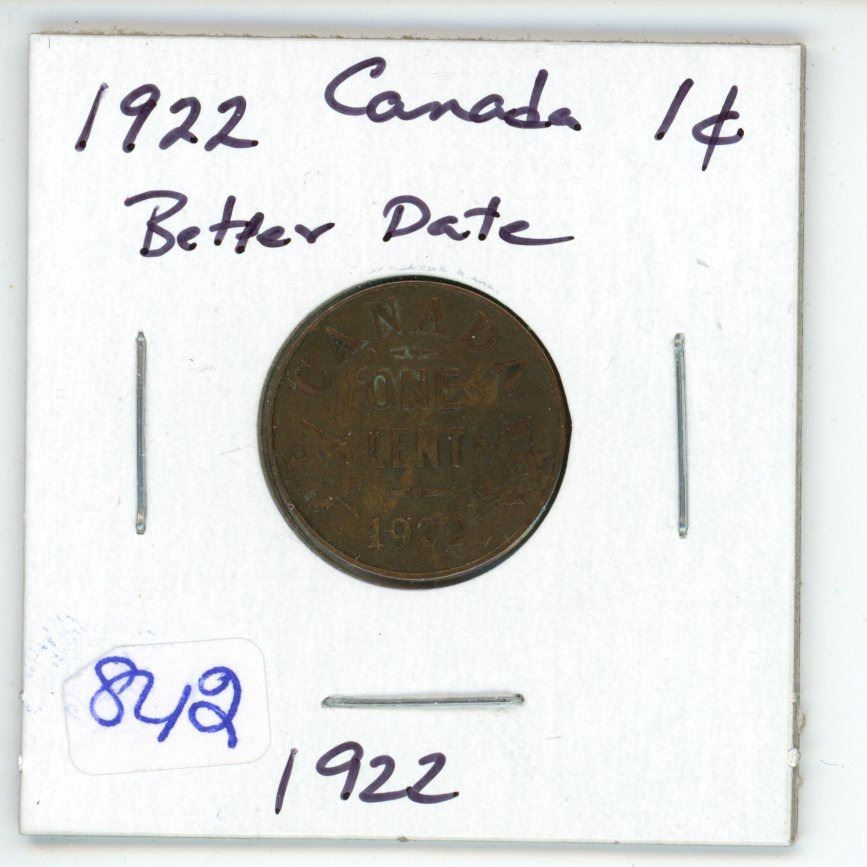 1922 Canada 1¢
Better Date
CANADA
ONE
CENT
1922
842
1922